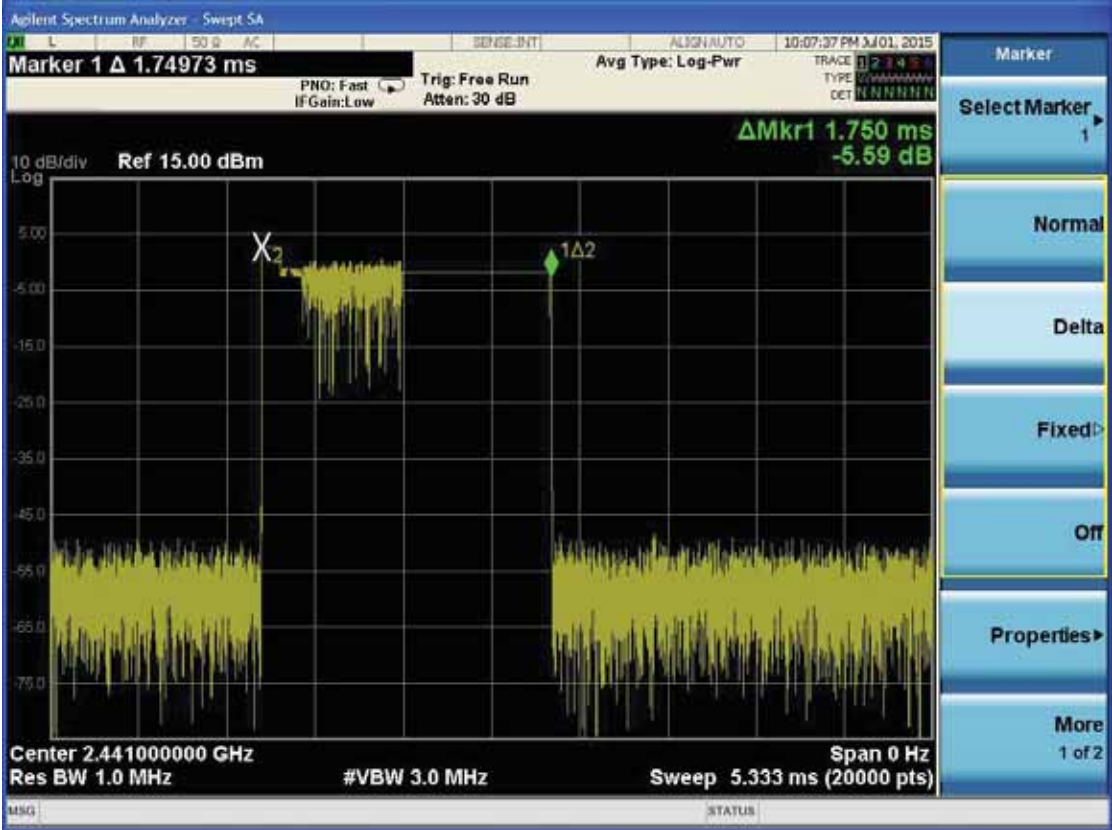 Agilent Spectrum Analyzer - Swept SA
L RF 50 Ω AC SENSE:INT ALIGNAUTO 10:07:37 PM Jul 01, 2015
Marker 1 Δ 1.74973 ms
PNO: Fast
IFGain:Low
Trig: Free Run
Atten: 30 dB
Avg Type: Log-Pwr
TRACE 1 2 3 4 5 6
TYPE
DET N N N N N N
ΔMkr1 1.750 ms
-5.59 dB
10 dB/div Ref 15.00 dBm
Log
5.00
-5.00
-15.0
-25.0
-35.0
-45.0
-55.0
-65.0
-75.0
X2
1Δ2
Center 2.441000000 GHz
Span 0 Hz
Res BW 1.0 MHz
#VBW 3.0 MHz
Sweep 5.333 ms (20000 pts)
MSG
STATUS
Marker
Select Marker
1
Normal
Delta
Fixed
Off
Properties
More
1 of 2